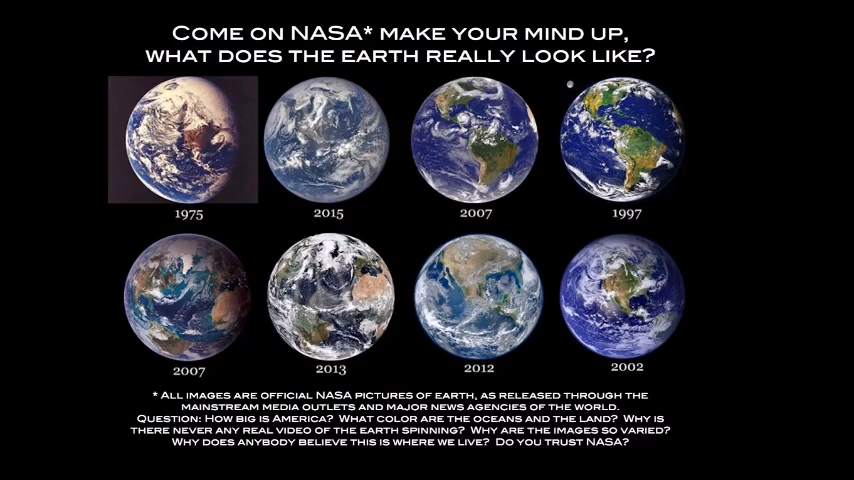 Come on NASA* make your mind up,
what does the earth really look like?
1975
2015
2007
1997
2007
2013
2012
2002
* All images are official NASA pictures of earth, as released through the
mainstream media outlets and major news agencies of the world.
Question: How big is America? What color are the oceans and the land? Why is
there never any real video of the earth spinning? Why are the images so varied?
Why does anybody believe this is where we live? Do you trust NASA?